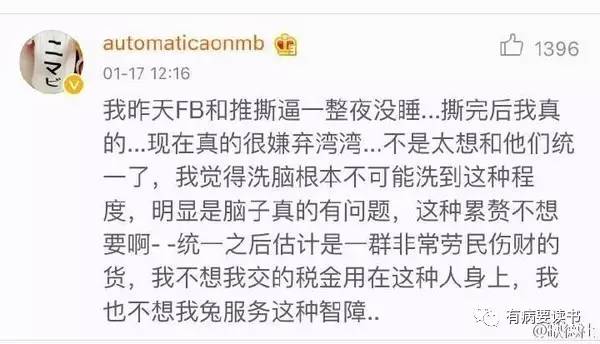 automaticaonmb
1396
01-17 12:16
我昨天FB和推撕逼一整夜没睡...撕完后我真
的...现在真的很嫌弃湾湾...不是太想和他们统
一了，我觉得洗脑根本不可能洗到这种程
度，明显是脑子真的有问题，这种累赘不想
要啊- -统一之后估计是一群非常劳民伤财的
货，我不想我交的税金用在这种人身上，我
也不想我兔服务这种智障..
有病要读书